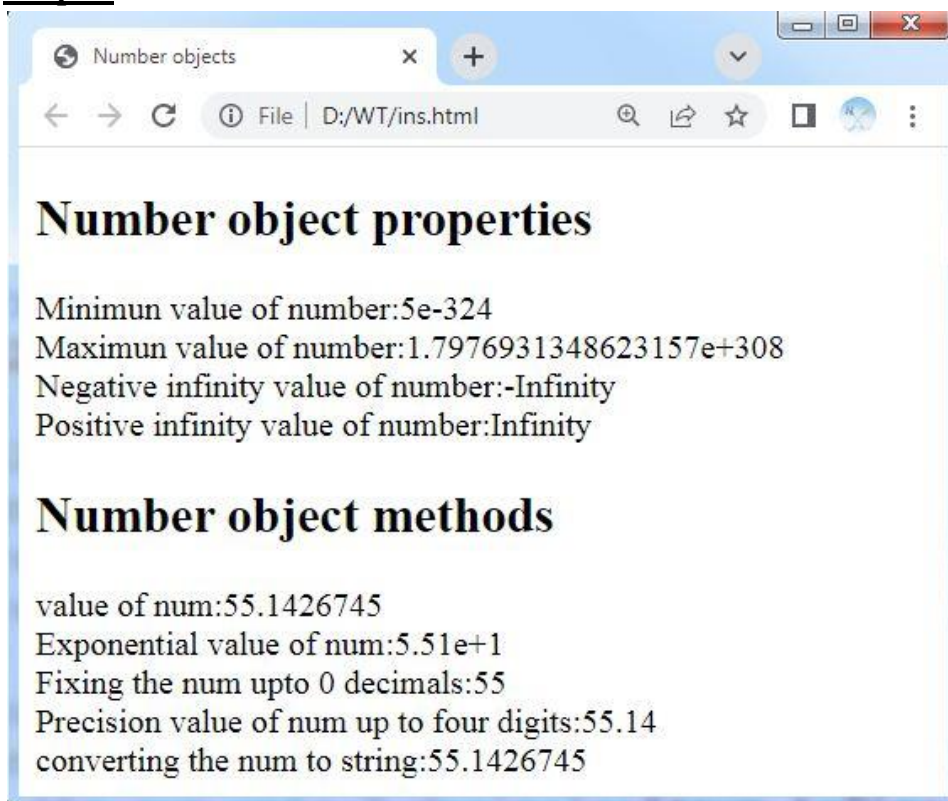 Number objects
File | D:/WT/ins.html
Number object properties
Minimun value of number:5e-324
Maximun value of number:1.7976931348623157e+308
Negative infinity value of number:-Infinity
Positive infinity value of number:Infinity
Number object methods
value of num:55.1426745
Exponential value of num:5.51e+1
Fixing the num upto 0 decimals:55
Precision value of num up to four digits:55.14
converting the num to string:55.1426745